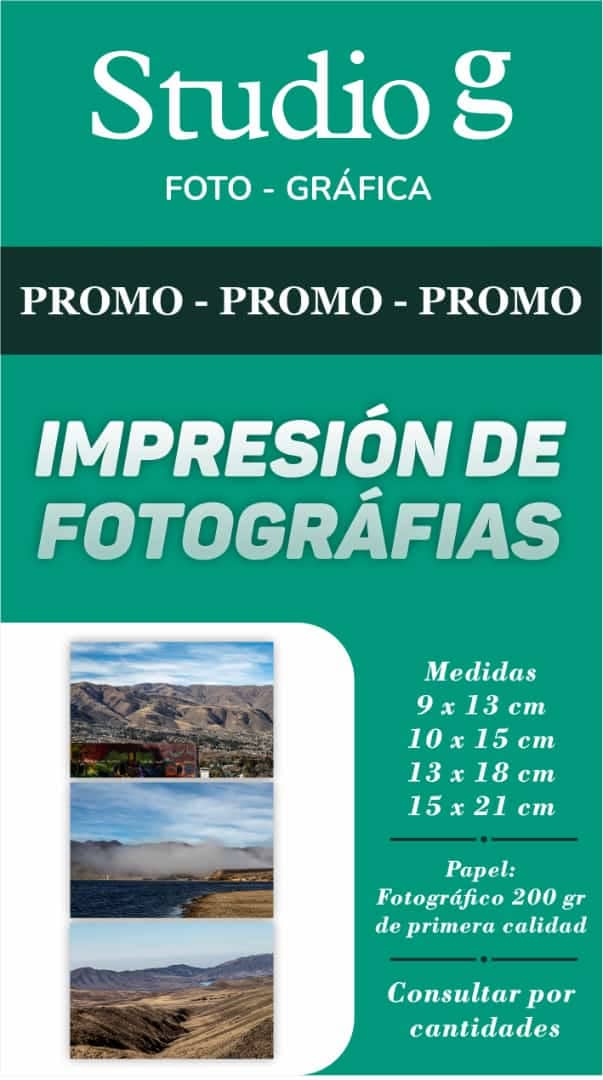 Studio g
FOTO - GRÁFICA
PROMO - PROMO - PROMO
IMPRESIÓN DE
FOTOGRÁFIAS
Medidas
9 x 13 cm
10 x 15 cm
13 x 18 cm
15 x 21 cm
Papel:
Fotográfico 200 gr
de primera calidad
Consultar por
cantidades